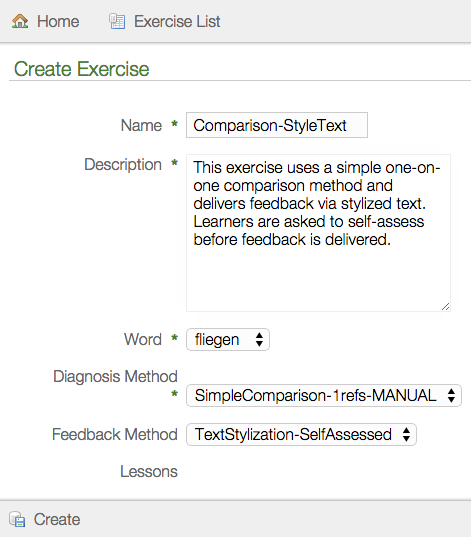 Home Exercise List
Create Exercise
Name * Comparison-StyleText
Description * This exercise uses a simple one-on-
one comparison method and
delivers feedback via stylized text.
Learners are asked to self-assess
before feedback is delivered.
Word * fliegen
Diagnosis Method
* SimpleComparison-1refs-MANUAL
Feedback Method TextStylization-SelfAssessed
Lessons
Create